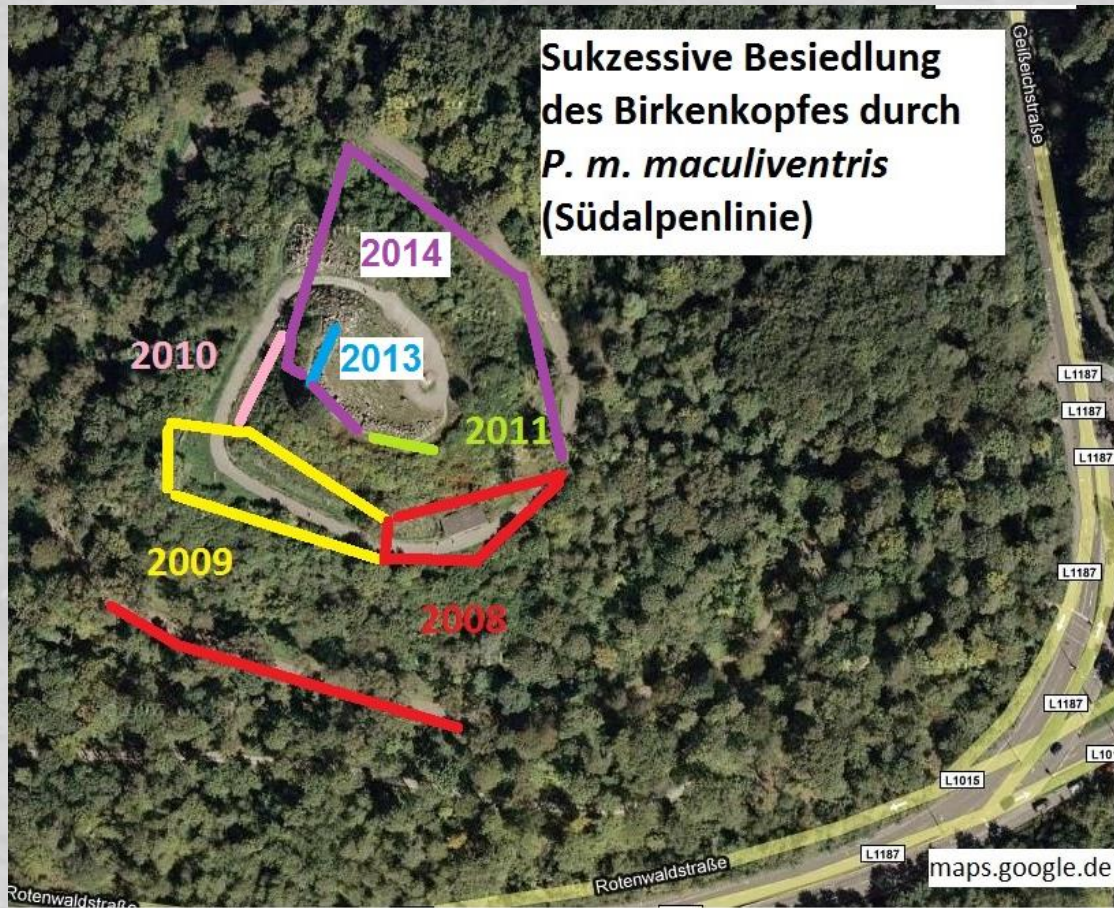 Sukzessive Besiedlung
des Birkenkopfes durch
P. m. maculiventris
(Südalpenlinie)
Geißeichstraße
2014
2010
2013
L1187
L1187
2011
L1187
2009
L1187
2008
L1187
L1015
L1187
maps.google.de
Rotenwaldstraße
Rotenwaldstraße